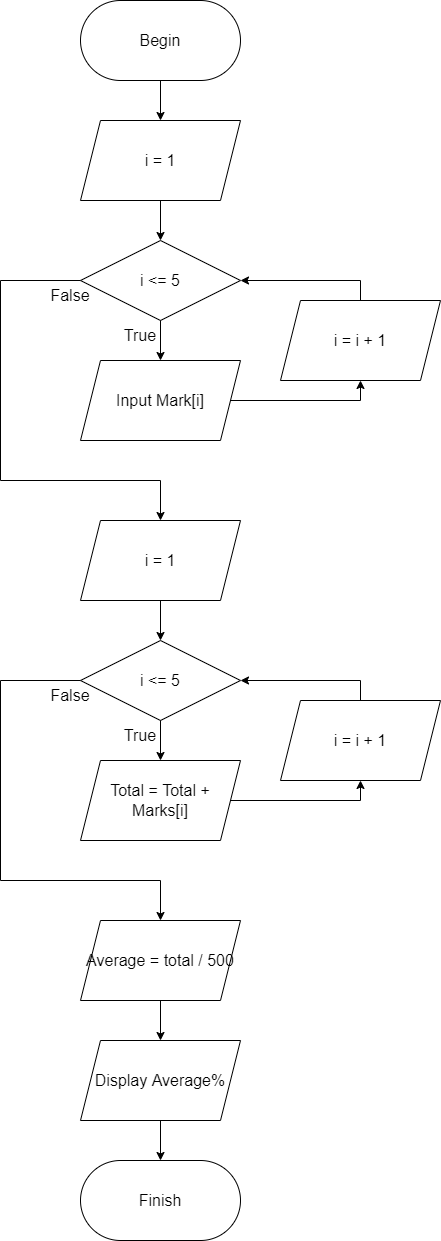 Begin
i = 1
i <= 5
False
True
i = i + 1
Input Mark[i]
i = 1
i <= 5
False
True
i = i + 1
Total = Total +
Marks[i]
Average = total / 500
Display Average%
Finish